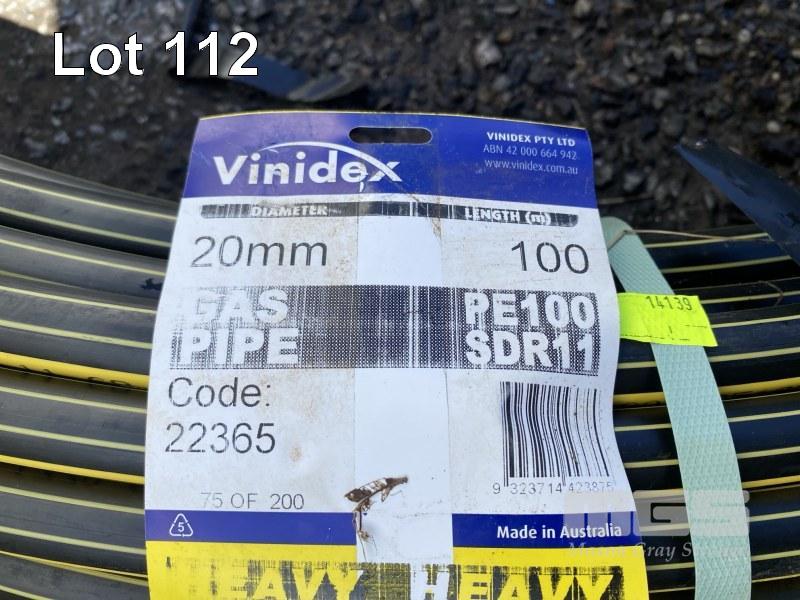 Lot 112
Vinidex
VINIDEX PTY LTD
ABN 42 000 664 942
www.vinidex.com.au
DIAMETER LENGTH (m)
20mm 100
GAS PE100
PIPE SDR11
14139
Code:
22365
9 323714 423875
75 OF 200
5
Made in Australia
MGS
HEAVY HEAVY